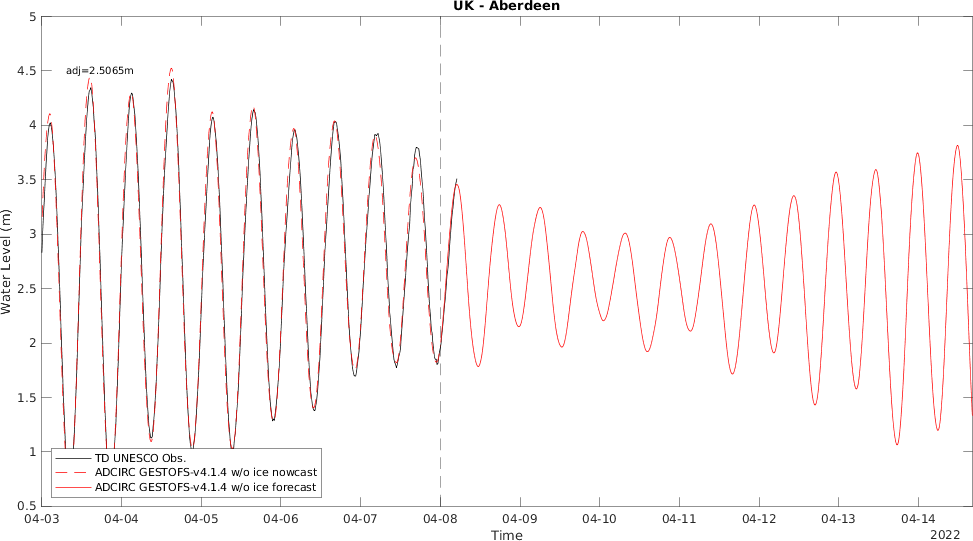 UK - Aberdeen
5
4.5
4
3.5
3
2.5
2
1.5
1
0.5
Water Level (m)
adj=2.5065m
TD UNESCO Obs.
ADCIRC GESTOFS-v4.1.4 w/o ice nowcast
ADCIRC GESTOFS-v4.1.4 w/o ice forecast
04-03 04-04 04-05 04-06 04-07 04-08 04-09 04-10 04-11 04-12 04-13 04-14
Time
2022